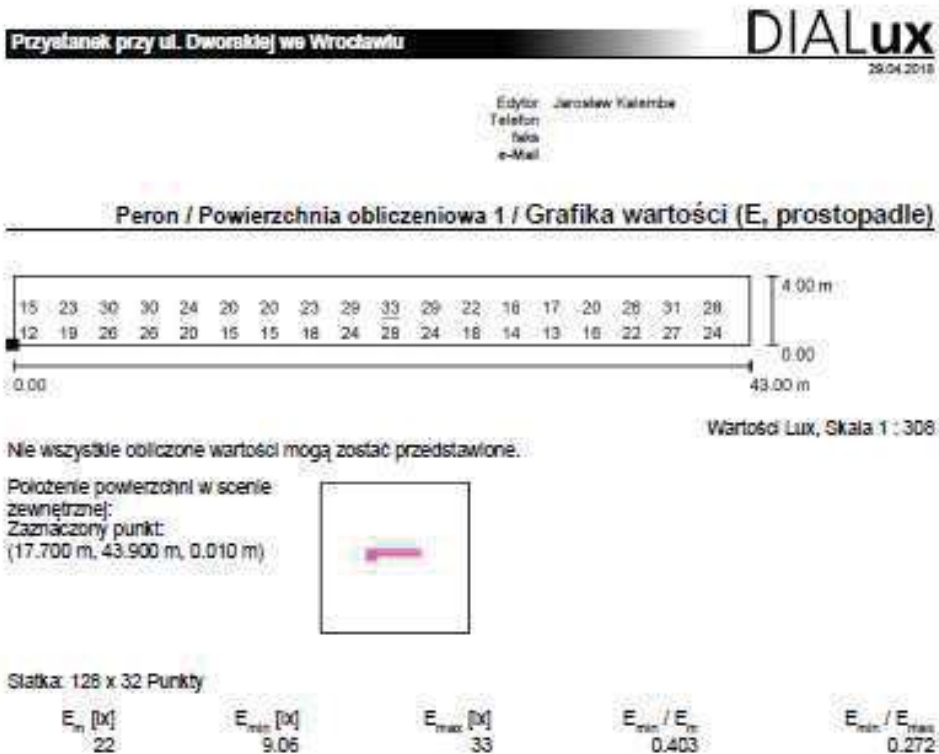 DIALux
Przystanek przy ul. Dworskiej we Wrocławiu
29.04.2018
Edytor Jarosław Kalemba
Telefon
faks
e-Mail
Peron / Powierzchnia obliczeniowa 1 / Grafika wartości (E, prostopadle)
4.00 m
15 23 30 30 24 20 20 23 29 33 29 22 16 17 20 26 31 28
12 19 26 26 20 15 15 18 24 28 24 18 14 13 16 22 27 24
0.00
0.00 43.00 m
Wartości Lux, Skala 1 : 308
Nie wszystkie obliczone wartości mogą zostać przedstawione.
Położenie powierzchni w scenie
zewnętrznej:
Zaznaczony punkt:
(17.700 m, 43.900 m, 0.010 m)
Siatka: 128 x 32 Punkty
Em [lx] Emin [lx] Emax [lx] Emin / Em Emin / Emax
22 9.06 33 0.403 0.272